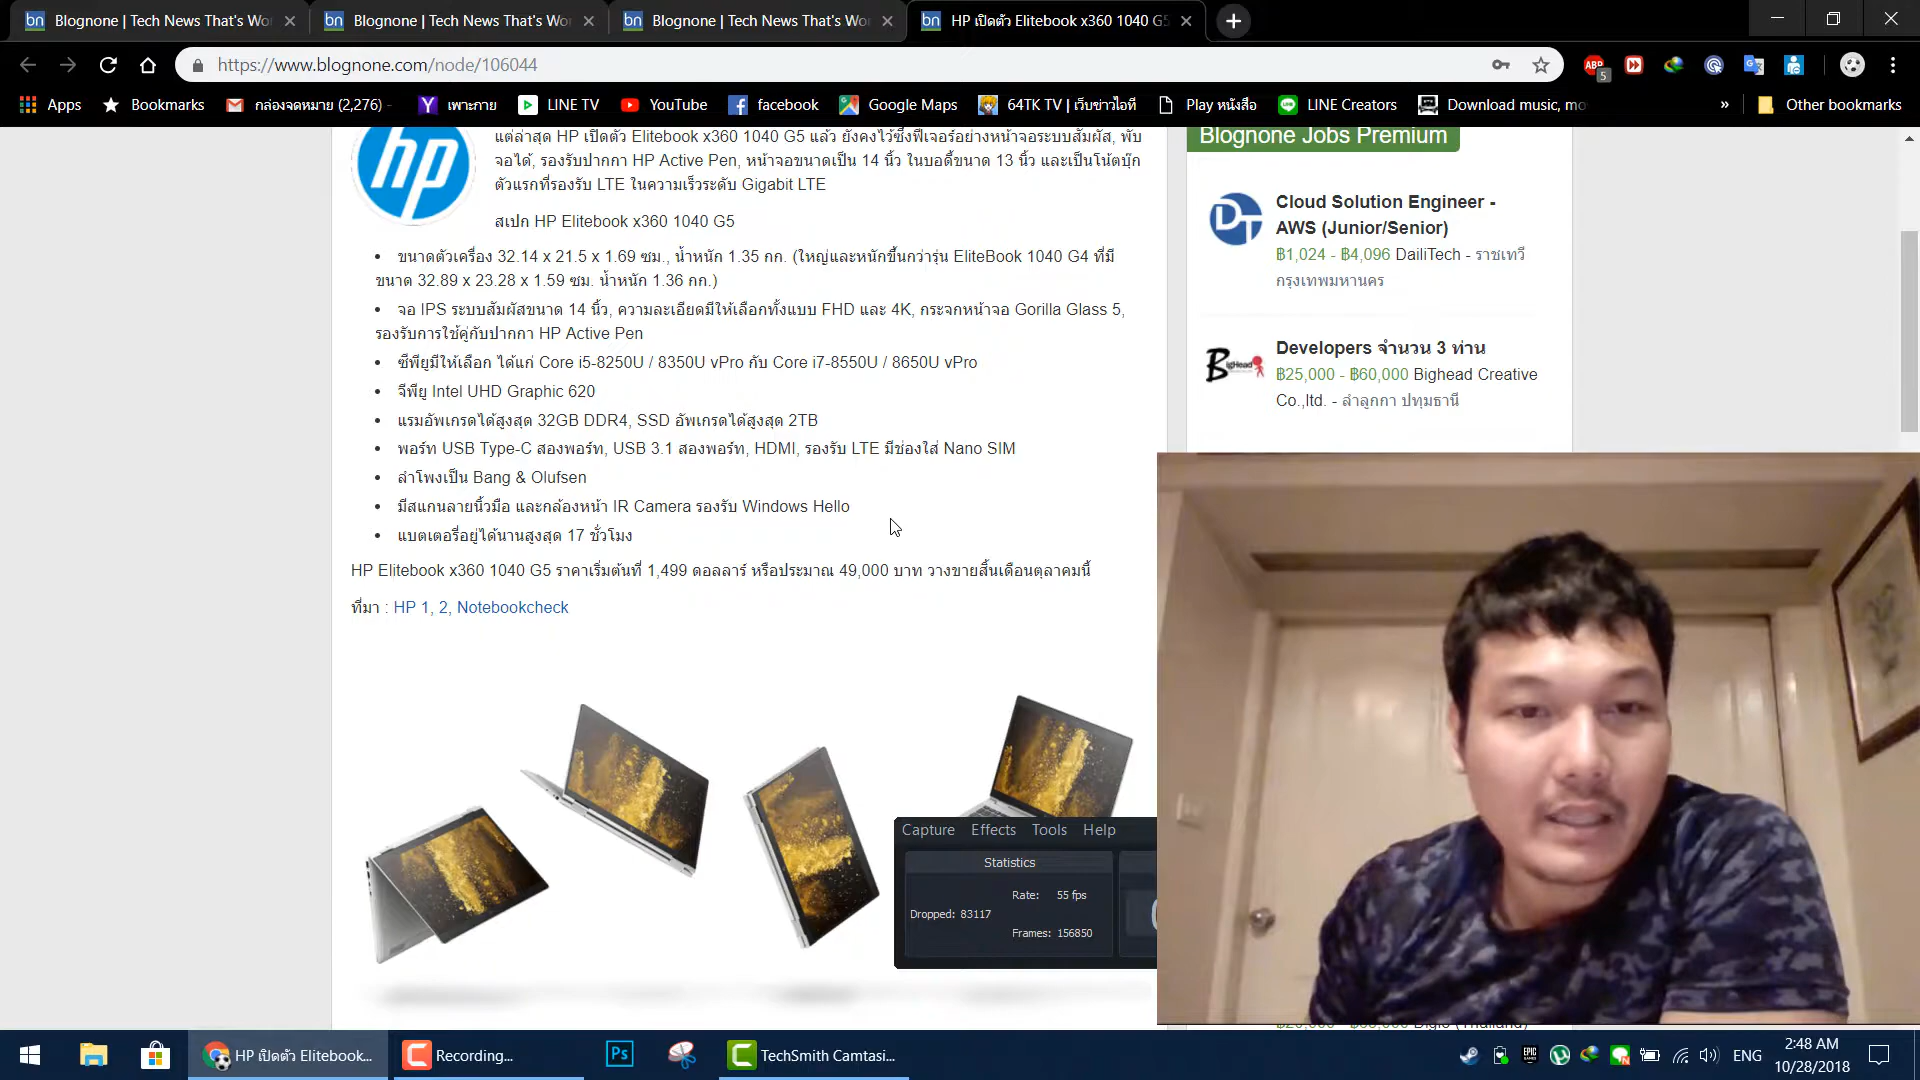 Blognone | Tech News That's Wo
Blognone | Tech News That's Wo
Blognone | Tech News That's Wo
HP เปิดตัว Elitebook x360 1040 G5
https://www.blognone.com/node/106044
ABP
5
Apps
Bookmarks
กล่องจดหมาย (2,276) -
เพาะกาย
LINE TV
YouTube
facebook
Google Maps
64TK TV | เว็บข่าวไอที
Play หนังสือ
LINE Creators
Download music, mo
»
Other bookmarks
hp
แต่ล่าสุด HP เปิดตัว Elitebook x360 1040 G5 แล้ว ยังคงไว้ซึ่งฟีเจอร์อย่างหน้าจอระบบสัมผัส, พับ
จอได้, รองรับปากกา HP Active Pen, หน้าจอขนาดเป็น 14 นิ้ว ในบอดี้ขนาด 13 นิ้ว และเป็นโน้ตบุ๊ก
ตัวแรกที่รองรับ LTE ในความเร็วระดับ Gigabit LTE
สเปก HP Elitebook x360 1040 G5
• ขนาดตัวเครื่อง 32.14 x 21.5 x 1.69 ซม., น้ำหนัก 1.35 กก. (ใหญ่และหนักขึ้นกว่ารุ่น EliteBook 1040 G4 ที่มี
ขนาด 32.89 x 23.28 x 1.59 ซม. น้ำหนัก 1.36 กก.)
• จอ IPS ระบบสัมผัสขนาด 14 นิ้ว, ความละเอียดมีให้เลือกทั้งแบบ FHD และ 4K, กระจกหน้าจอ Gorilla Glass 5,
รองรับการใช้คู่กับปากกา HP Active Pen
• ซีพียูมีให้เลือก ได้แก่ Core i5-8250U / 8350U vPro กับ Core i7-8550U / 8650U vPro
• จีพียู Intel UHD Graphic 620
• แรมอัพเกรดได้สูงสุด 32GB DDR4, SSD อัพเกรดได้สูงสุด 2TB
• พอร์ท USB Type-C สองพอร์ท, USB 3.1 สองพอร์ท, HDMI, รองรับ LTE มีช่องใส่ Nano SIM
• ลำโพงเป็น Bang & Olufsen
• มีสแกนลายนิ้วมือ และกล้องหน้า IR Camera รองรับ Windows Hello
• แบตเตอรี่อยู่ได้นานสูงสุด 17 ชั่วโมง
HP Elitebook x360 1040 G5 ราคาเริ่มต้นที่ 1,499 ดอลลาร์ หรือประมาณ 49,000 บาท วางขายสิ้นเดือนตุลาคมนี้
ที่มา : HP 1, 2, Notebookcheck
Blognone Jobs Premium
DT
Cloud Solution Engineer -
AWS (Junior/Senior)
฿1,024 - ฿4,096 DailiTech - ราชเทวี
กรุงเทพมหานคร
BigHead
Developers จำนวน 3 ท่าน
฿25,000 - ฿60,000 Bighead Creative
Co.,ltd. - ลำลูกกา ปทุมธานี
Capture Effects Tools Help
Statistics
Rate: 55 fps
Dropped: 83117
Frames: 156850
HP เปิดตัว Elitebook...
Recording...
Ps
TechSmith Camtasi...
ENG
2:48 AM
10/28/2018